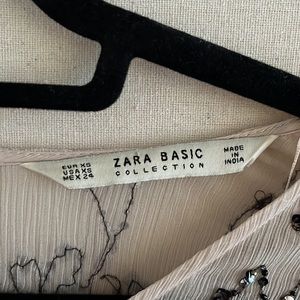 EUR XS
USA XS
MEX 24
ZARA BASIC
COLLECTION
MADE
IN
INDIA